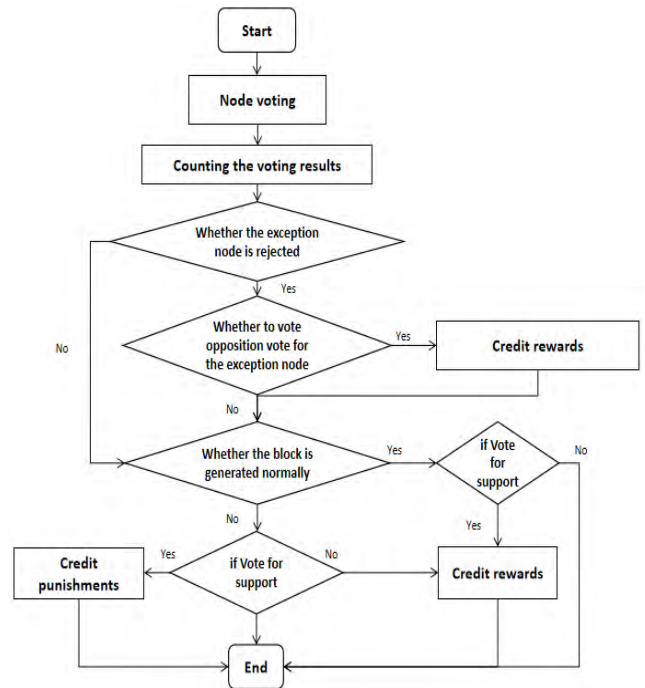 Start
Node voting
Counting the voting results
Whether the exception
node is rejected
Yes
Whether to vote
opposition vote for
the exception node
Yes
Credit rewards
No
No
Whether the block is
generated normally
Yes
if Vote
for
support
No
No
Yes
Credit
punishments
Yes
if Vote for
support
No
Credit rewards
End